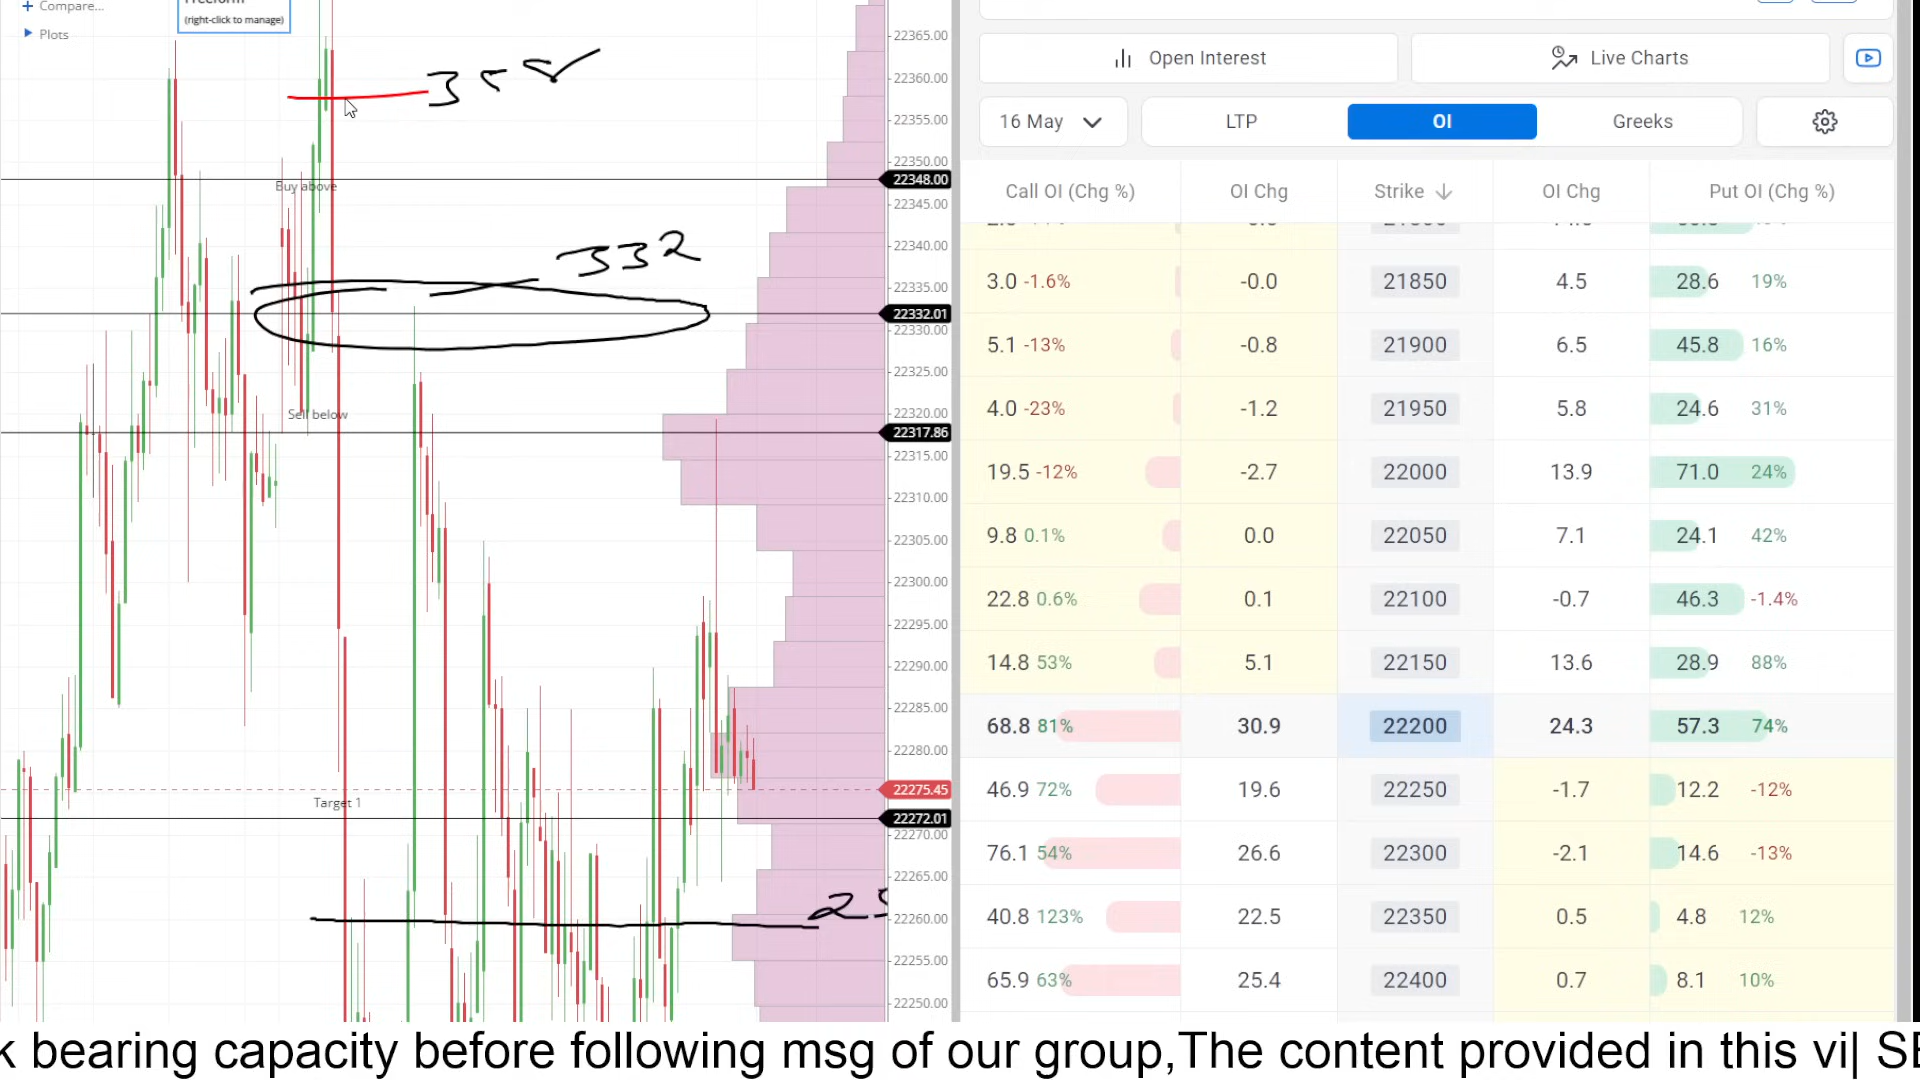 Compare...
(right-click to manage)
Plots
Buy above
332
Sell below
Target 1
22365.00
22360.00
22355.00
22350.00
22348.00
22345.00
22340.00
22335.00
22332.01
22330.00
22325.00
22320.00
22317.86
22315.00
22310.00
22305.00
22300.00
22295.00
22290.00
22285.00
22280.00
22275.45
22272.01
22270.00
22265.00
22260.00
22255.00
22250.00
Open Interest Live Charts
16 May LTP OI Greeks
Call OI (Chg %) OI Chg Strike ↓ OI Chg Put OI (Chg %)
3.0 -1.6% -0.0 21850 4.5 28.6 19%
5.1 -13% -0.8 21900 6.5 45.8 16%
4.0 -23% -1.2 21950 5.8 24.6 31%
19.5 -12% -2.7 22000 13.9 71.0 24%
9.8 0.1% 0.0 22050 7.1 24.1 42%
22.8 0.6% 0.1 22100 -0.7 46.3 -1.4%
14.8 53% 5.1 22150 13.6 28.9 88%
68.8 81% 30.9 22200 24.3 57.3 74%
46.9 72% 19.6 22250 -1.7 12.2 -12%
76.1 54% 26.6 22300 -2.1 14.6 -13%
40.8 123% 22.5 22350 0.5 4.8 12%
65.9 63% 25.4 22400 0.7 8.1 10%
k bearing capacity before following msg of our group,The content provided in this vi| SE